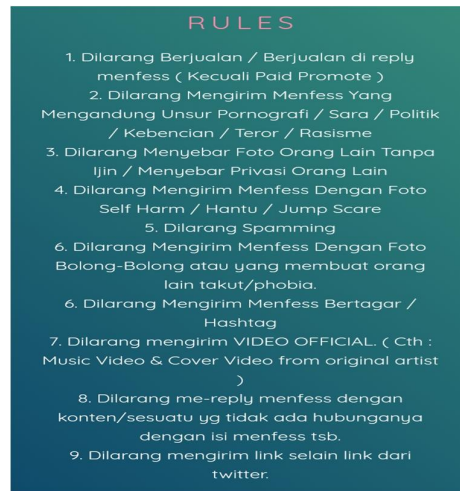 RULES
1. Dilarang Berjualan / Berjualan di reply
menfess ( Kecuali Paid Promote )
2. Dilarang Mengirim Menfess Yang
Mengandung Unsur Pornografi / Sara / Politik
/ Kebencian / Teror / Rasisme
3. Dilarang Menyebar Foto Orang Lain Tanpa
Ijin / Menyebar Privasi Orang Lain
4. Dilarang Mengirim Menfess Dengan Foto
Self Harm / Hantu / Jump Scare
5. Dilarang Spamming
6. Dilarang Mengirim Menfess Dengan Foto
Bolong-Bolong atau yang membuat orang
lain takut/phobia.
6. Dilarang Mengirim Menfess Bertagar /
Hashtag
7. Dilarang mengirim VIDEO OFFICIAL. ( Cth :
Music Video & Cover Video from original artist
)
8. Dilarang me-reply menfess dengan
konten/sesuatu yg tidak ada hubunganya
dengan isi menfess tsb.
9. Dilarang mengirim link selain link dari
twitter.